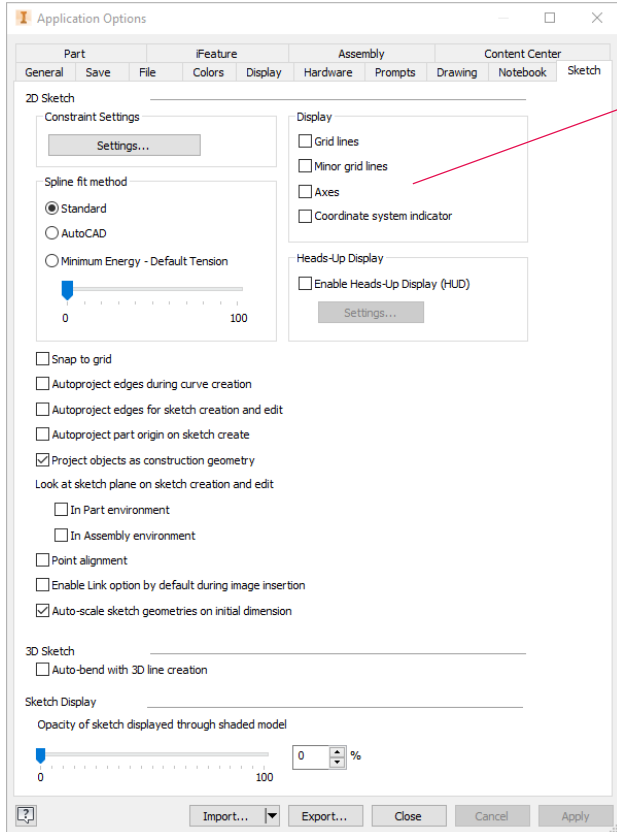 Application Options
Part iFeature Assembly Content Center
General Save File Colors Display Hardware Prompts Drawing Notebook Sketch
2D Sketch
Constraint Settings
Settings...
Spline fit method
Standard
AutoCAD
Minimum Energy - Default Tension
0 100
Display
Grid lines
Minor grid lines
Axes
Coordinate system indicator
Heads-Up Display
Enable Heads-Up Display (HUD)
Settings...
Snap to grid
Autoproject edges during curve creation
Autoproject edges for sketch creation and edit
Autoproject part origin on sketch create
Project objects as construction geometry
Look at sketch plane on sketch creation and edit
In Part environment
In Assembly environment
Point alignment
Enable Link option by default during image insertion
Auto-scale sketch geometries on initial dimension
3D Sketch
Auto-bend with 3D line creation
Sketch Display
Opacity of sketch displayed through shaded model
0 %
0 100
? Import... Export... Close Cancel Apply